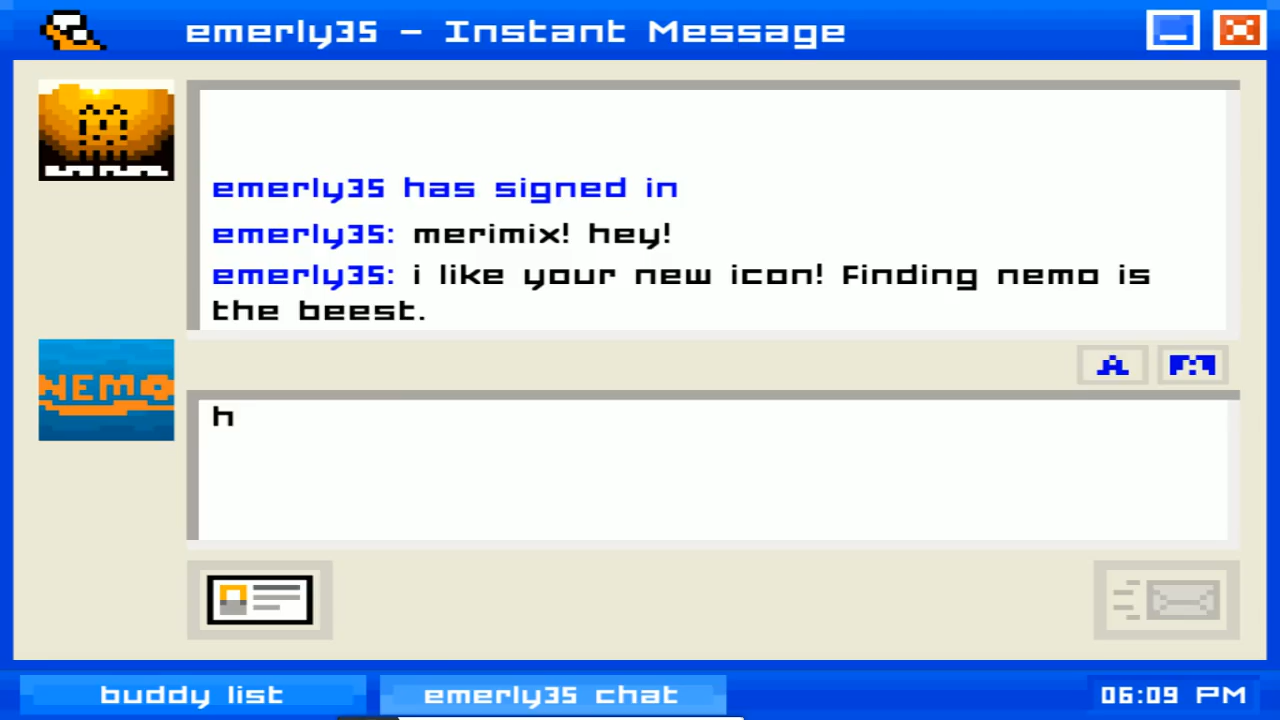 emerly35 - Instant Message
emerly35 has signed in
emerly35: merimix! hey!
emerly35: i like your new icon! Finding nemo is
the beest.
NEMO
A
h
buddy list
emerly35 chat
06:09 PM